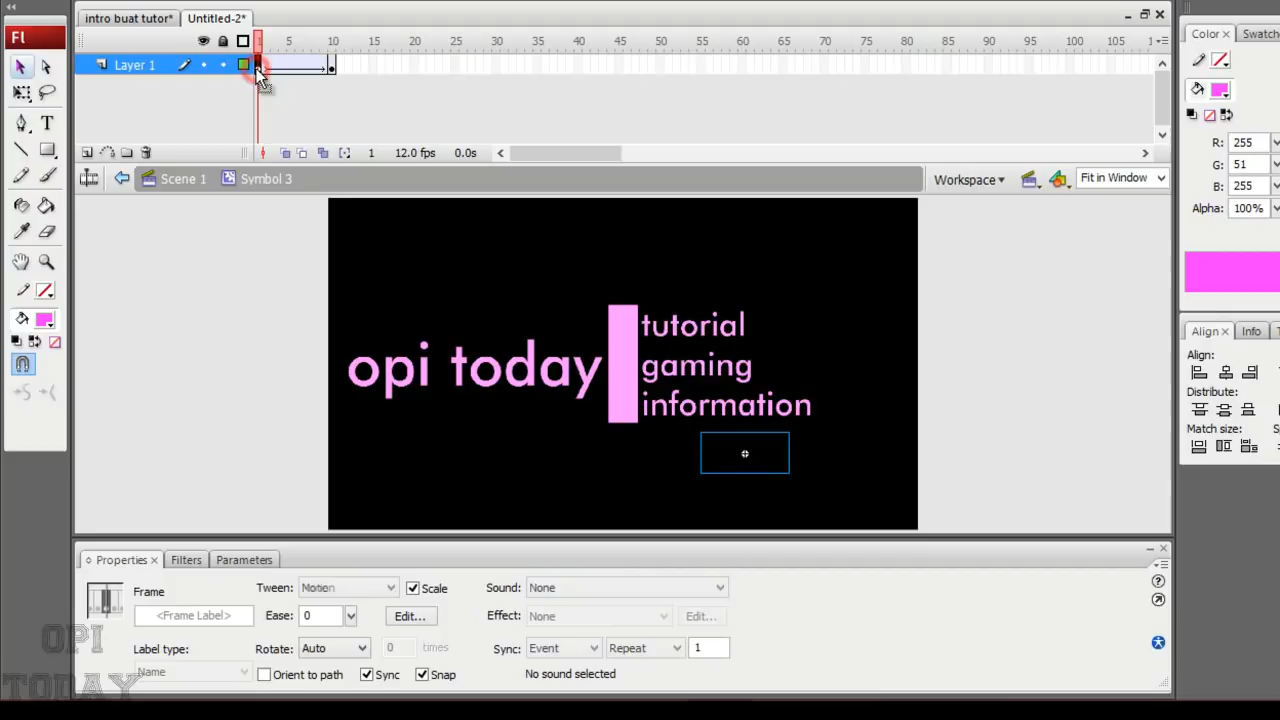 intro buat tutor*
Untitled-2*
Fl
1 5 10 15 20 25 30 35 40 45 50 55 60 65 70 75 80 85 90 95 100 105
Layer 1
1 12.0 fps 0.0s
Scene 1 Symbol 3
Workspace
Fit in Window
opi today
tutorial
gaming
information
Color
R: 255
G: 51
B: 255
Alpha: 100%
Align Info
Align:
Distribute:
Match size:
Properties Filters Parameters
Frame
<Frame Label>
Label type:
Name
Tween: Motion Scale
Ease: 0 Edit...
Rotate: Auto 0 times
Orient to path Sync Snap
Sound: None
Effect: None Edit...
Sync: Event Repeat 1
No sound selected
OPI
TODAY